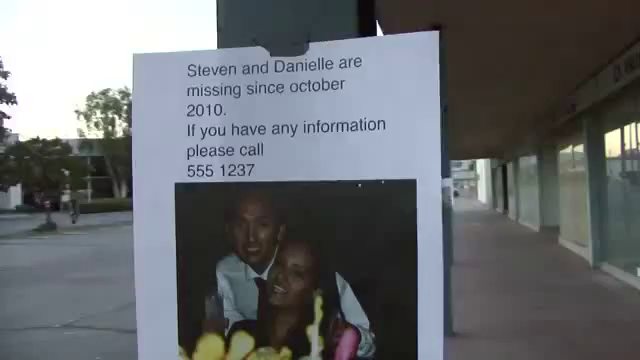 Steven and Danielle are
missing since october
2010.
If you have any information
please call
555 1237